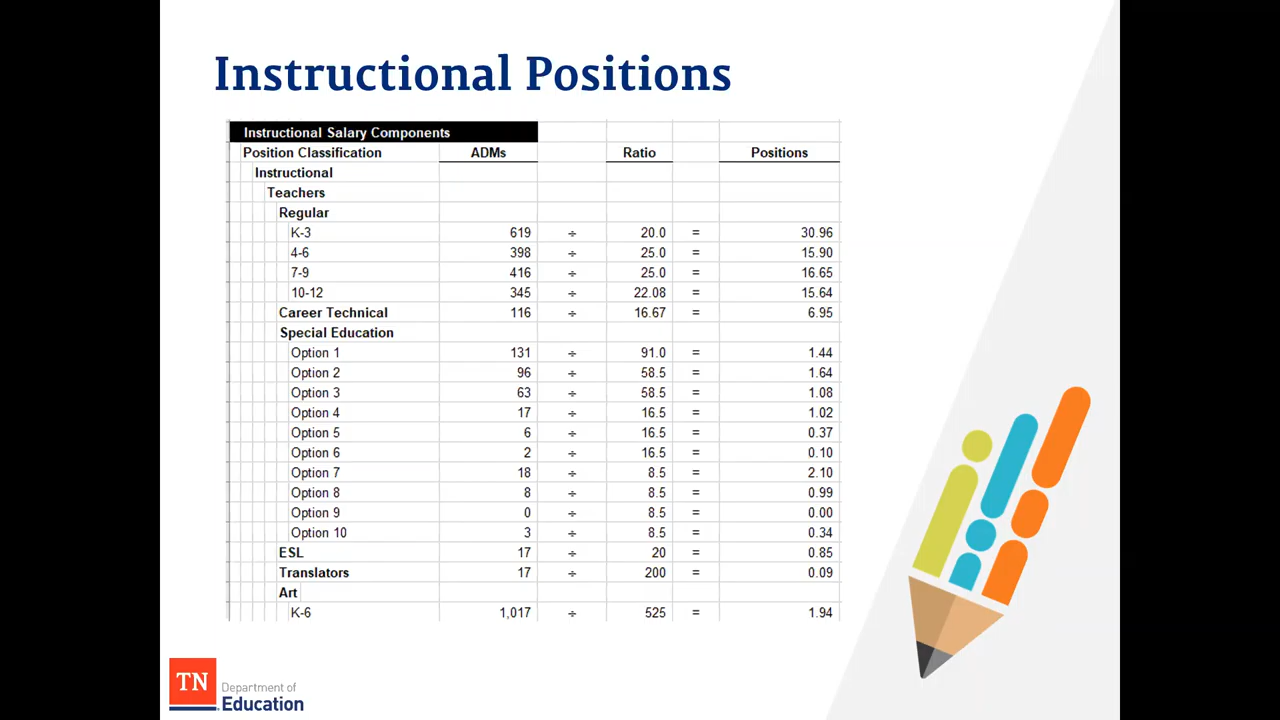 Instructional Positions
Instructional Salary Components
Position Classification ADMs Ratio Positions
Instructional
Teachers
Regular
K-3 619 ÷ 20.0 = 30.96
4-6 398 ÷ 25.0 = 15.90
7-9 416 ÷ 25.0 = 16.65
10-12 345 ÷ 22.08 = 15.64
Career Technical 116 ÷ 16.67 = 6.95
Special Education
Option 1 131 ÷ 91.0 = 1.44
Option 2 96 ÷ 58.5 = 1.64
Option 3 63 ÷ 58.5 = 1.08
Option 4 17 ÷ 16.5 = 1.02
Option 5 6 ÷ 16.5 = 0.37
Option 6 2 ÷ 16.5 = 0.10
Option 7 18 ÷ 8.5 = 2.10
Option 8 8 ÷ 8.5 = 0.99
Option 9 0 ÷ 8.5 = 0.00
Option 10 3 ÷ 8.5 = 0.34
ESL 17 ÷ 20 = 0.85
Translators 17 ÷ 200 = 0.09
Art
K-6 1,017 ÷ 525 = 1.94
TN
Department of
Education